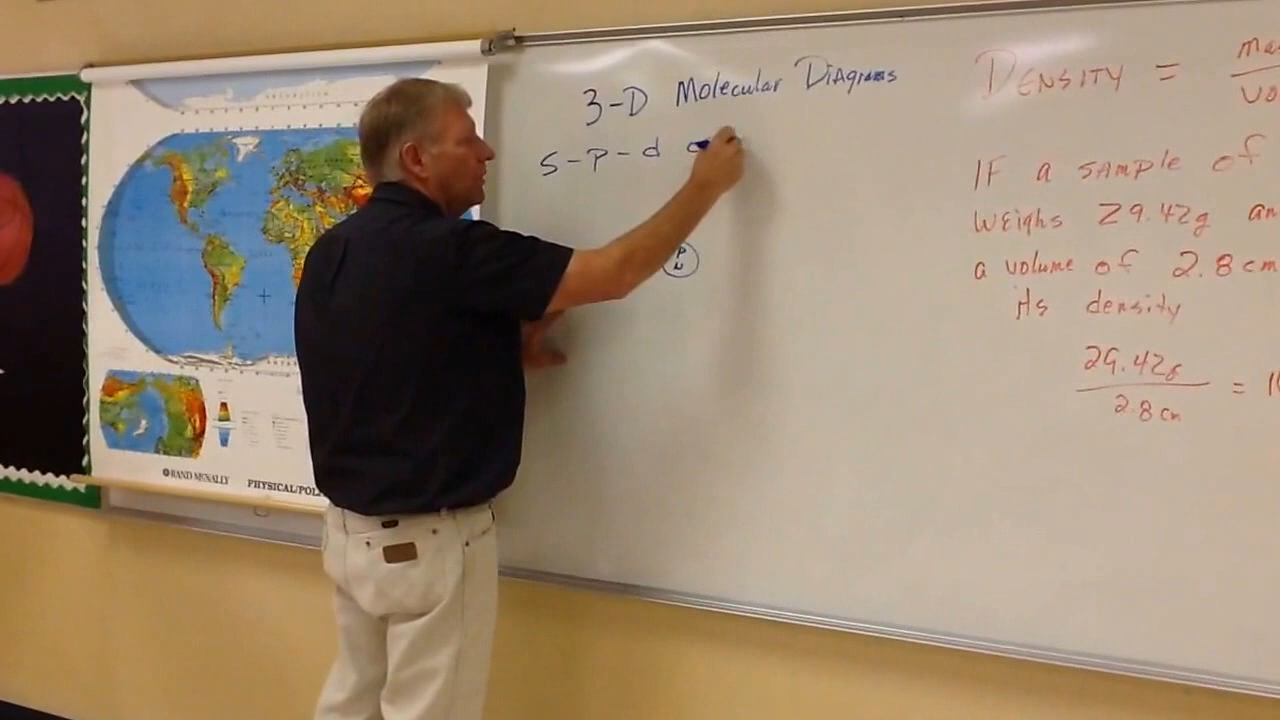 3-D Molecular Diagrams
S-p-d
P
N
DENSITY =
IF a sAmple of
weighs 29.42g
a volume of 2.8 cm
its density
29.42g
2.8 cm
=
RAND MCNALLY
PHYSICAL/POL